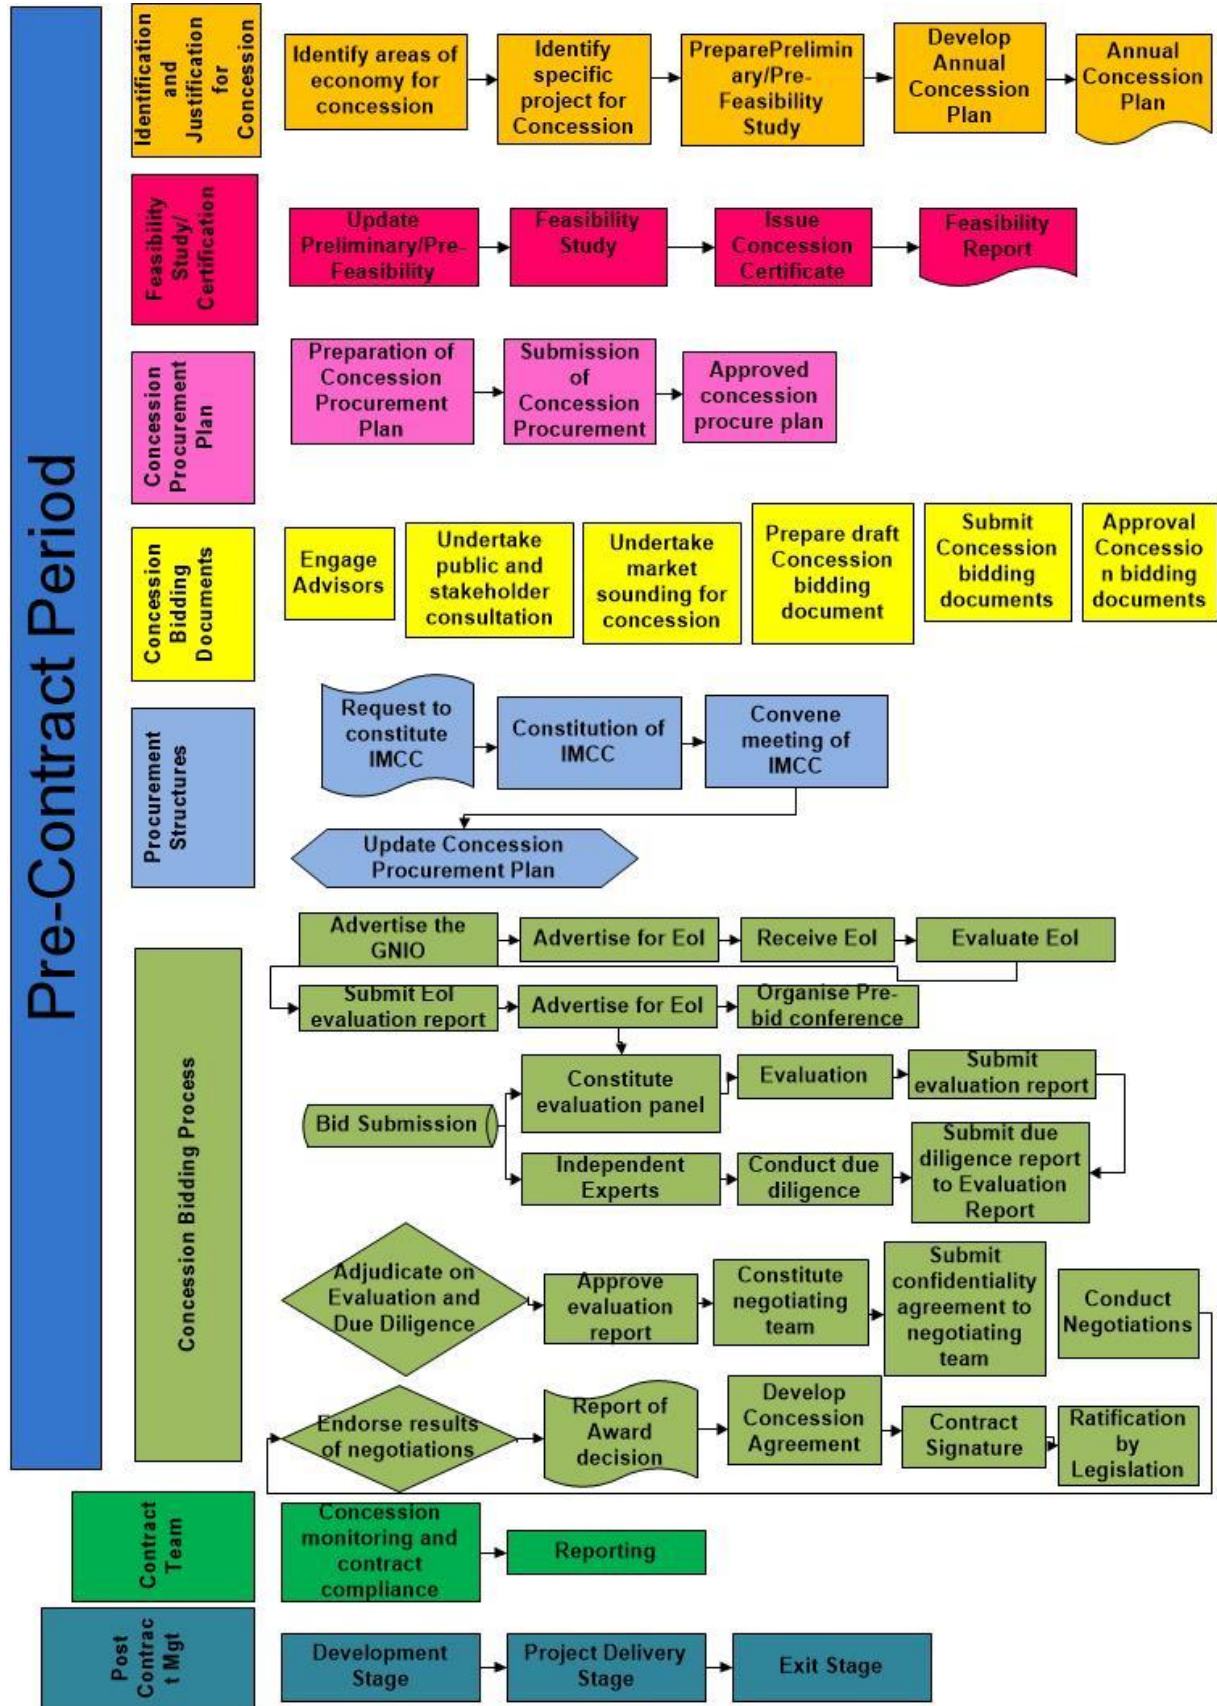 Pre-Contract Period
Identification
and
Justification
for
Concession
Identify areas of
economy for
concession
Identify
specific
project for
Concession
PreparePrelimin
ary/Pre-
Feasibility
Study
Develop
Annual
Concession
Plan
Annual
Concession
Plan
Feasibility
Study/
Certification
Update
Preliminary/Pre-
Feasibility
Feasibility
Study
Issue
Concession
Certificate
Feasibility
Report
Concession
Procurement
Plan
Preparation of
Concession
Procurement
Plan
Submission
of
Concession
Procurement
Approved
concession
procure plan
Concession
Bidding
Documents
Engage
Advisors
Undertake
public and
stakeholder
consultation
Undertake
market
sounding for
concession
Prepare draft
Concession
bidding
document
Submit
Concession
bidding
documents
Approval
Concessio
n bidding
documents
Procurement
Structures
Request to
constitute
IMCC
Constitution of
IMCC
Convene
meeting of
IMCC
Update Concession
Procurement Plan
Concession Bidding Process
Advertise the
GNIO
Advertise for EoI
Receive EoI
Evaluate EoI
Submit EoI
evaluation report
Advertise for EoI
Organise Pre-
bid conference
Bid Submission
Constitute
evaluation panel
Evaluation
Submit
evaluation report
Independent
Experts
Conduct due
diligence
Submit due
diligence report
to Evaluation
Report
Adjudicate on
Evaluation and
Due Diligence
Approve
evaluation
report
Constitute
negotiating
team
Submit
confidentiality
agreement to
negotiating
team
Conduct
Negotiations
Endorse results
of negotiations
Report of
Award
decision
Develop
Concession
Agreement
Contract
Signature
Ratification
by
Legislation
Contract
Team
Concession
monitoring and
contract
compliance
Reporting
Post
Contrac
t Mgt
Development
Stage
Project Delivery
Stage
Exit Stage